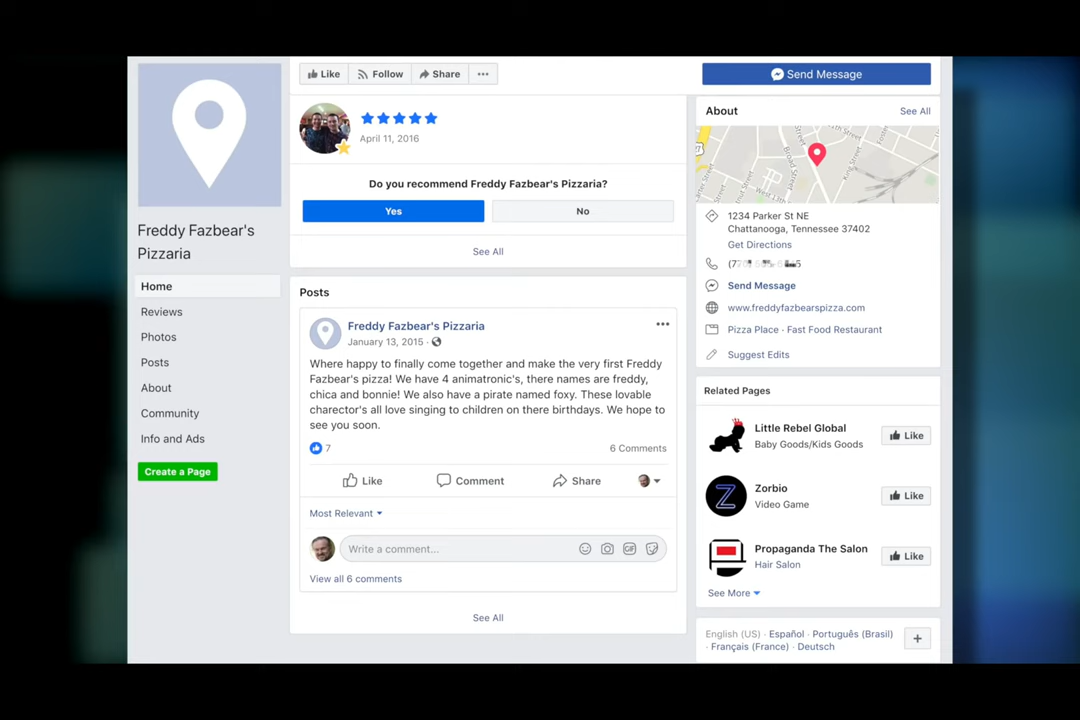 Like
Follow
Share
Send Message
April 11, 2016
Do you recommend Freddy Fazbear's Pizzaria?
Yes
No
See All
Freddy Fazbear's
Pizzaria
Home
Reviews
Photos
Posts
About
Community
Info and Ads
Create a Page
Posts
Freddy Fazbear's Pizzaria
January 13, 2015
Where happy to finally come together and make the very first Freddy
Fazbear's pizza! We have 4 animatronic's, there names are freddy,
chica and bonnie! We also have a pirate named foxy. These lovable
charector's all love singing to children on there birthdays. We hope to
see you soon.
7
6 Comments
Like
Comment
Share
Most Relevant
Write a comment...
GIF
View all 6 comments
See All
About
See All
1234 Parker St NE
Chattanooga, Tennessee 37402
Get Directions
Send Message
www.freddyfazbearspizza.com
Pizza Place · Fast Food Restaurant
Suggest Edits
Related Pages
Little Rebel Global
Baby Goods/Kids Goods
Like
Zorbio
Video Game
Like
Propaganda The Salon
Hair Salon
Like
See More
English (US) · Español · Português (Brasil)
· Français (France) · Deutsch